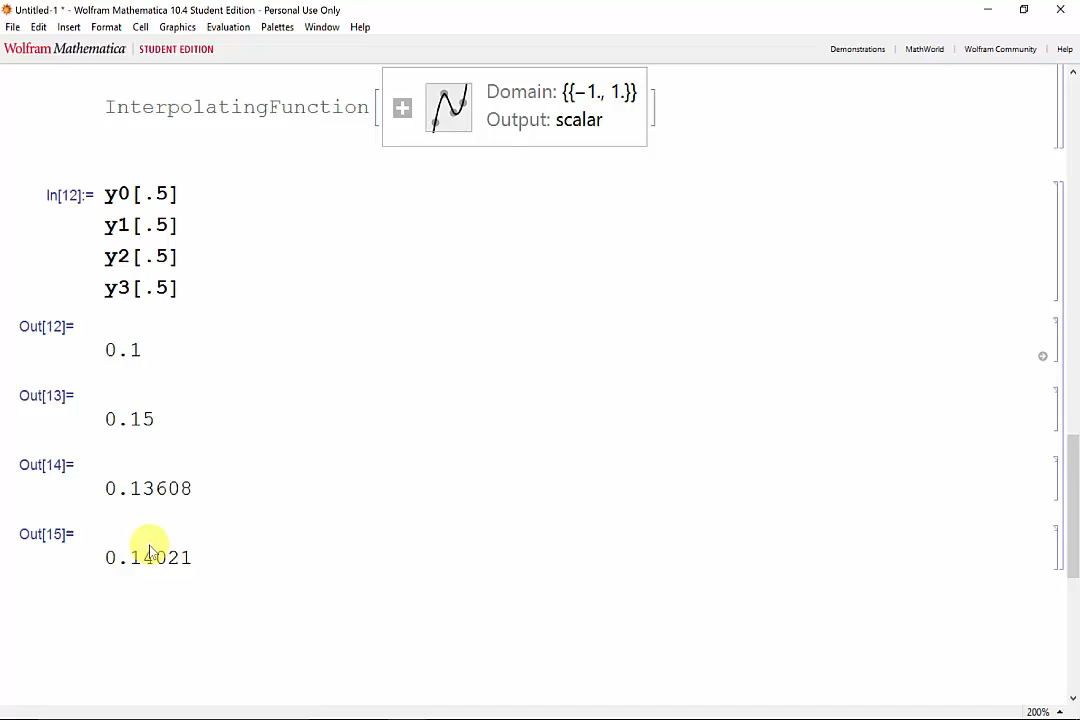 Untitled-1 * - Wolfram Mathematica 10.4 Student Edition - Personal Use Only
File Edit Insert Format Cell Graphics Evaluation Palettes Window Help
Wolfram Mathematica | STUDENT EDITION Demonstrations MathWorld Wolfram Community Help
Domain: {{-1., 1.}}
InterpolatingFunction[ ]
Output: scalar
In[12]:= y0[.5]
y1[.5]
y2[.5]
y3[.5]
Out[12]=
0.1
Out[13]=
0.15
Out[14]=
0.13608
Out[15]=
0.14021
200%